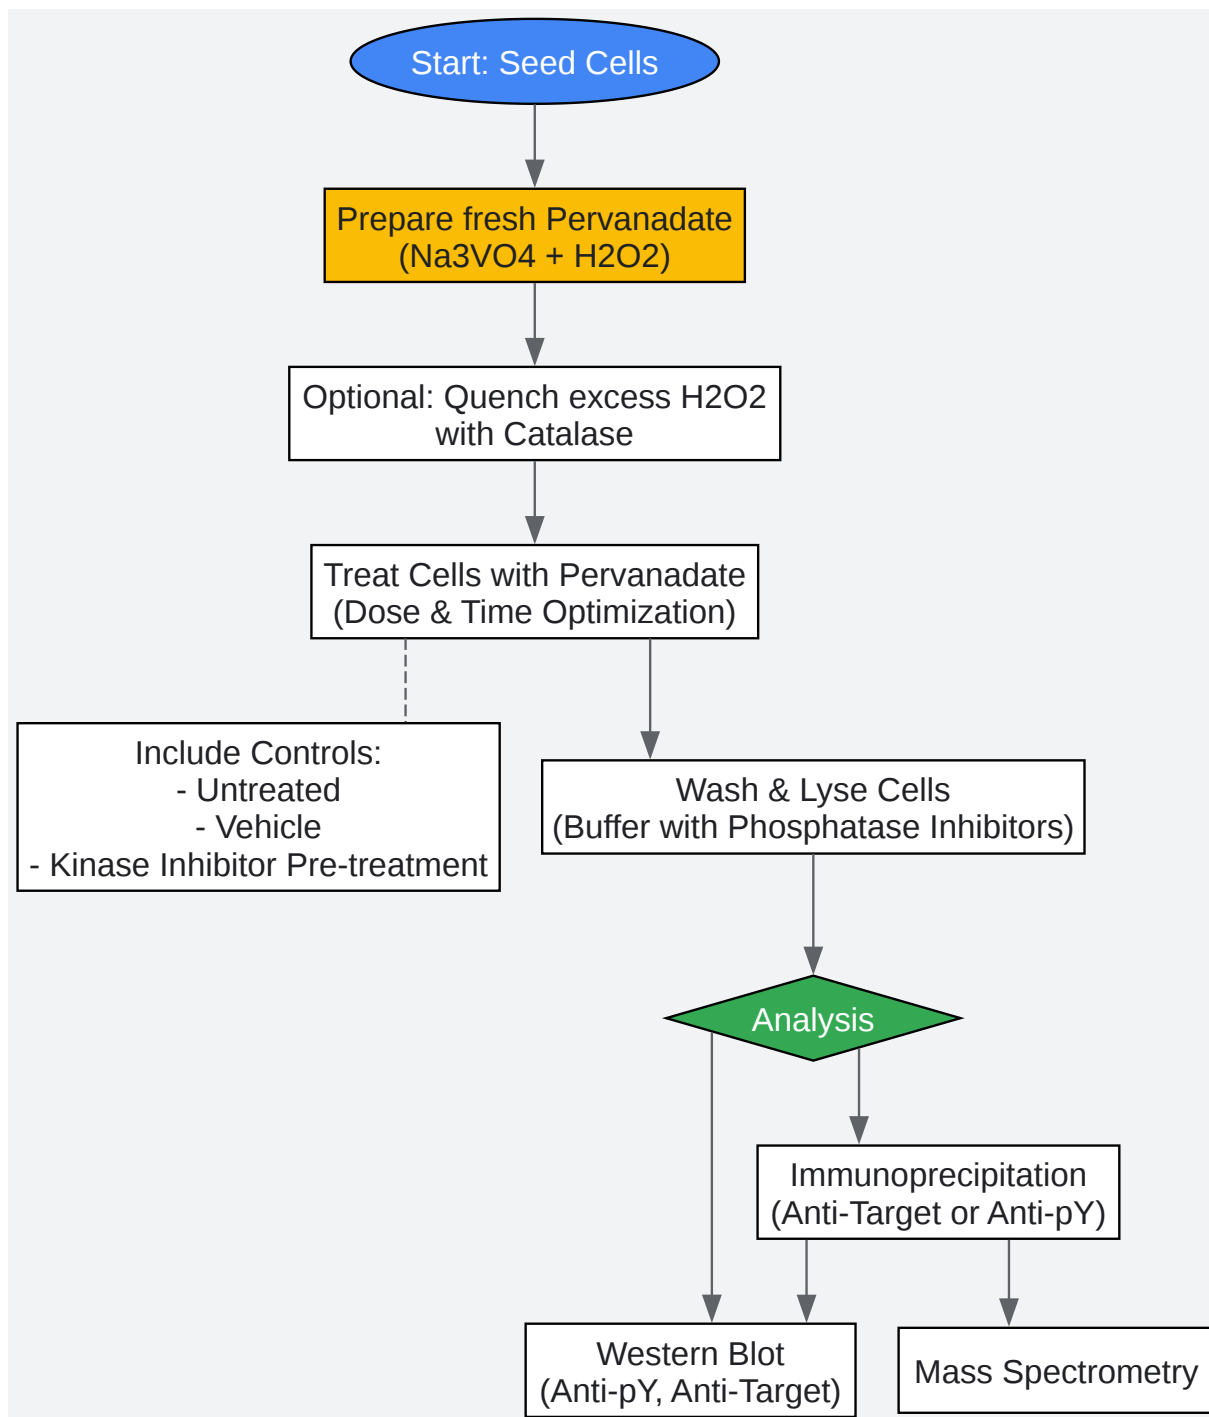 Start: Seed Cells
Prepare fresh Pervanadate
(Na3VO4 + H2O2)
Optional: Quench excess H2O2
with Catalase
Treat Cells with Pervanadate
(Dose & Time Optimization)
Include Controls:
- Untreated
- Vehicle
- Kinase Inhibitor Pre-treatment
Wash & Lyse Cells
(Buffer with Phosphatase Inhibitors)
Analysis
Immunoprecipitation
(Anti-Target or Anti-pY)
Western Blot
(Anti-pY, Anti-Target)
Mass Spectrometry